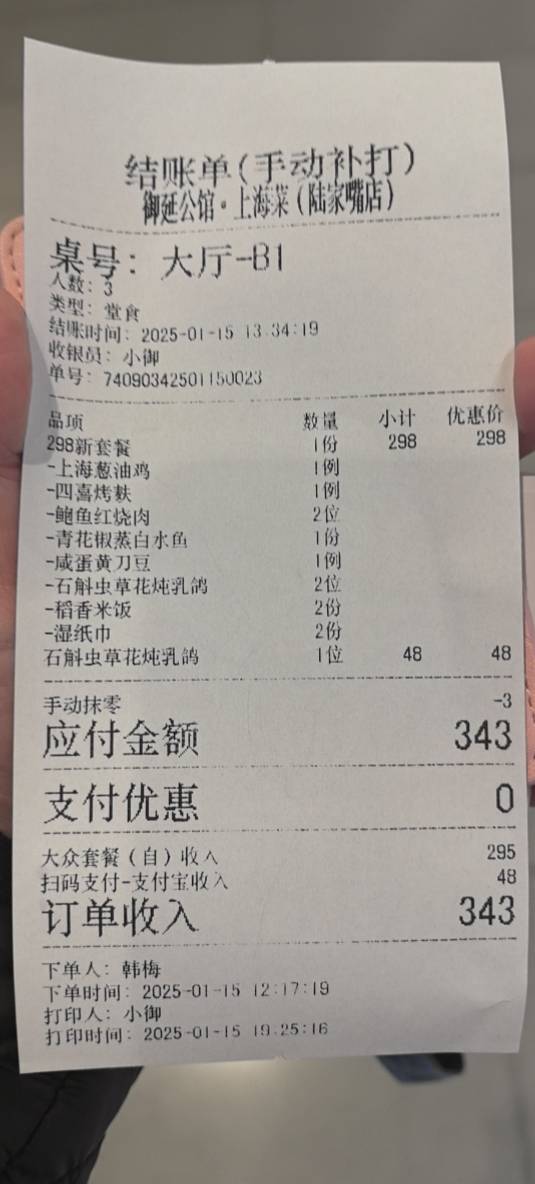 结账单(手动补打)
御延公馆·上海菜(陆家嘴店)
桌号: 大厅-B1
人数: 3
类型: 堂食
结账时间: 2025-01-15 13:34:19
收银员: 小御
单号: 74090342501150023
品项 数量 小计 优惠价
298新套餐 1份 298 298
-上海葱油鸡 1例
-四喜烤麸 1例
-鲍鱼红烧肉 2位
-青花椒蒸白水鱼 1份
-咸蛋黄刀豆 1例
-石斛虫草花炖乳鸽 2位
-稻香米饭 2份
-湿纸巾 2份
石斛虫草花炖乳鸽 1位 48 48
手动抹零 -3
应付金额 343
支付优惠 0
大众套餐(自)收入 295
扫码支付-支付宝收入 48
订单收入 343
下单人: 韩梅
下单时间: 2025-01-15 12:17:19
打印人: 小御
打印时间: 2025-01-15 19:25:16